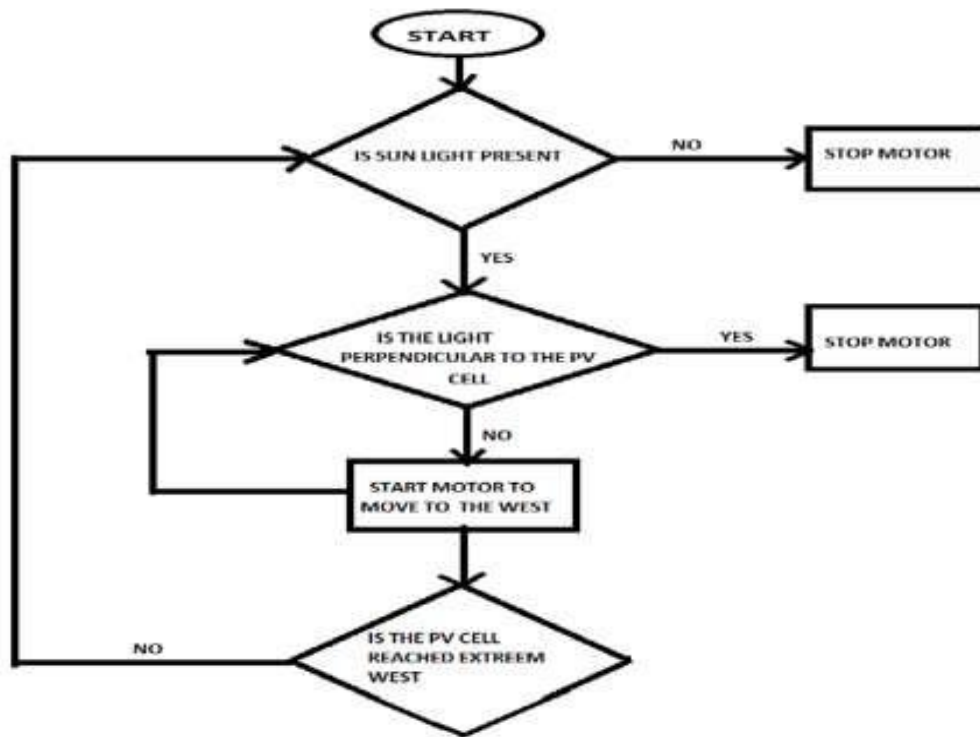 START
IS SUN LIGHT PRESENT
NO
STOP MOTOR
YES
IS THE LIGHT
PERPENDICULAR TO THE PV
CELL
YES
STOP MOTOR
NO
START MOTOR TO
MOVE TO THE WEST
IS THE PV CELL
REACHED EXTREEM
WEST
NO